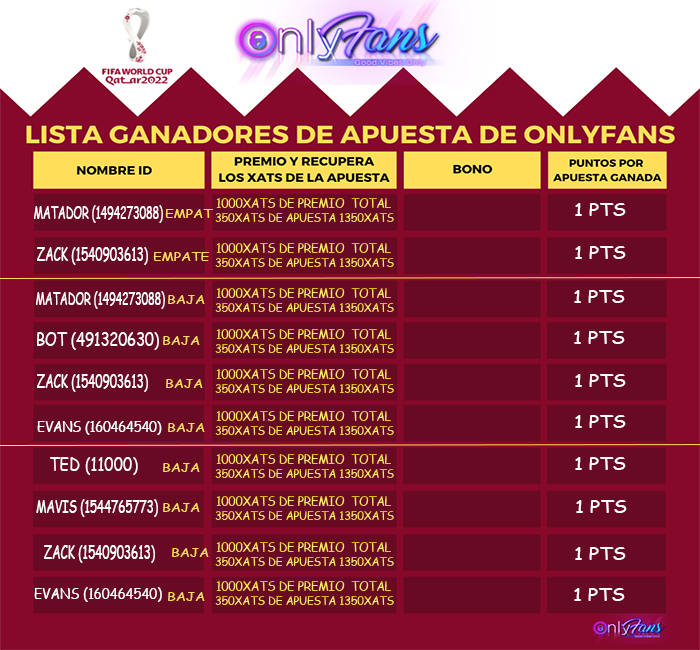 FIFA WORLD CUP
Qatar2022
OnlyFans
Good Vibes Only
LISTA GANADORES DE APUESTA DE ONLYFANS
NOMBRE ID
PREMIO Y RECUPERA
LOS XATS DE LA APUESTA
BONO
PUNTOS POR
APUESTA GANADA
MATADOR (1494273088) EMPAT
1000XATS DE PREMIO TOTAL
350XATS DE APUESTA 1350XATS
1 PTS
ZACK (1540903613) EMPATE
1000XATS DE PREMIO TOTAL
350XATS DE APUESTA 1350XATS
1 PTS
MATADOR (1494273088) BAJA
1000XATS DE PREMIO TOTAL
350XATS DE APUESTA 1350XATS
1 PTS
BOT (491320630) BAJA
1000XATS DE PREMIO TOTAL
350XATS DE APUESTA 1350XATS
1 PTS
ZACK (1540903613) BAJA
1000XATS DE PREMIO TOTAL
350XATS DE APUESTA 1350XATS
1 PTS
EVANS (160464540) BAJA
1000XATS DE PREMIO TOTAL
350XATS DE APUESTA 1350XATS
1 PTS
TED (11000) BAJA
1000XATS DE PREMIO TOTAL
350XATS DE APUESTA 1350XATS
1 PTS
MAVIS (1544765773) BAJA
1000XATS DE PREMIO TOTAL
350XATS DE APUESTA 1350XATS
1 PTS
ZACK (1540903613) BAJA
1000XATS DE PREMIO TOTAL
350XATS DE APUESTA 1350XATS
1 PTS
EVANS (160464540) BAJA
1000XATS DE PREMIO TOTAL
350XATS DE APUESTA 1350XATS
1 PTS
OnlyFans